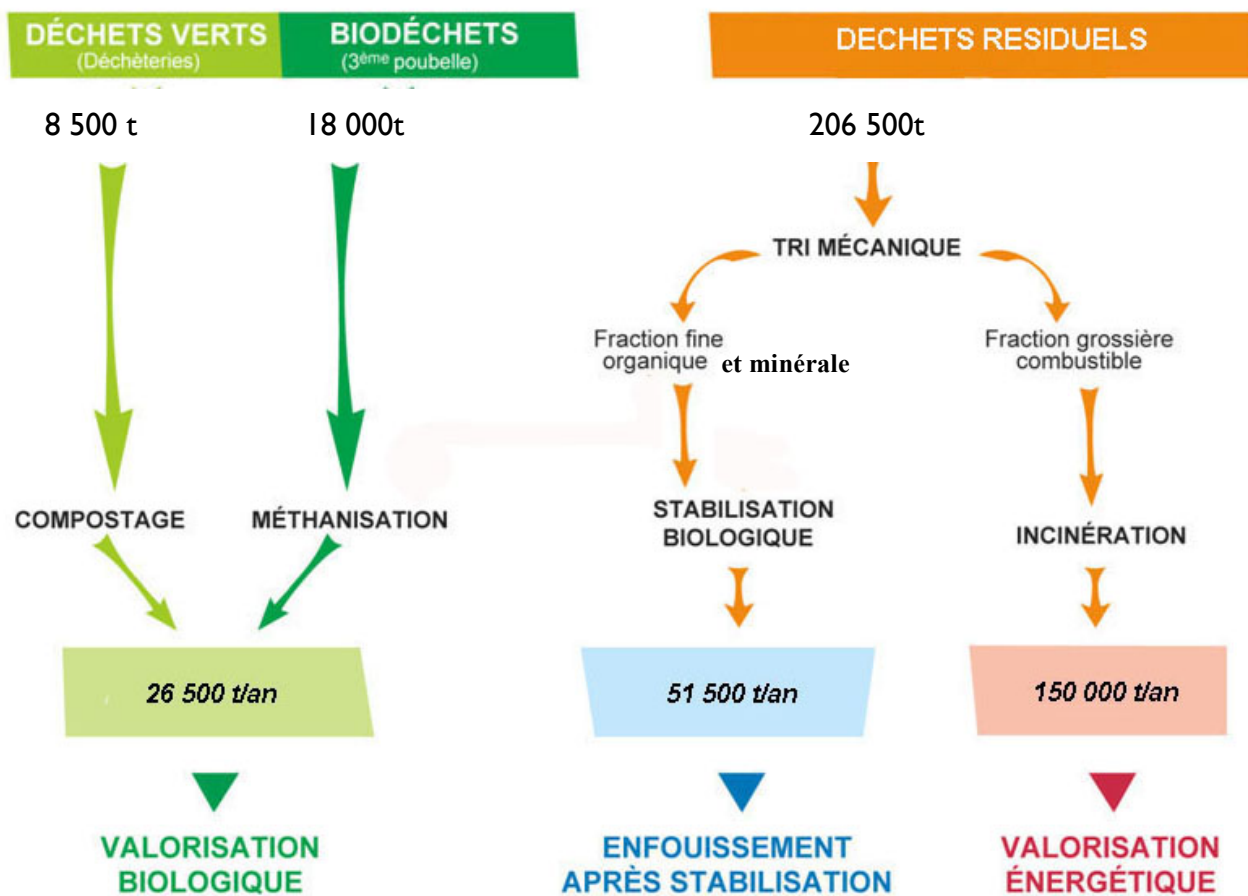 DÉCHETS VERTS
(Déchèteries)
BIODÉCHETS
(3ème poubelle)
DECHETS RESIDUELS
8 500 t
18 000t
206 500t
TRI MÉCANIQUE
Fraction fine
organique et minérale
Fraction grossière
combustible
COMPOSTAGE
MÉTHANISATION
STABILISATION
BIOLOGIQUE
INCINÉRATION
26 500 t/an
51 500 t/an
150 000 t/an
VALORISATION
BIOLOGIQUE
ENFOUISSEMENT
APRÈS STABILISATION
VALORISATION
ÉNERGÉTIQUE